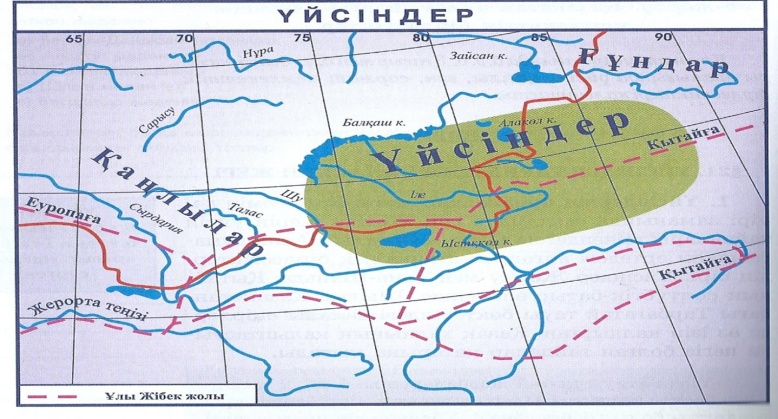 ҮЙСІНДЕР
65
70
75
80
85
90
Нұра
Зайсан к.
Ғұндар
Сарысу
Балқаш к.
Алакөл к.
Үйсіндер
Қытайға
Қаңлылар
Шу
Іле
Талас
Сырдария
Еуропаға
Ыстықкөл к.
Қытайға
Жерорта теңізі
Ұлы Жібек жолы